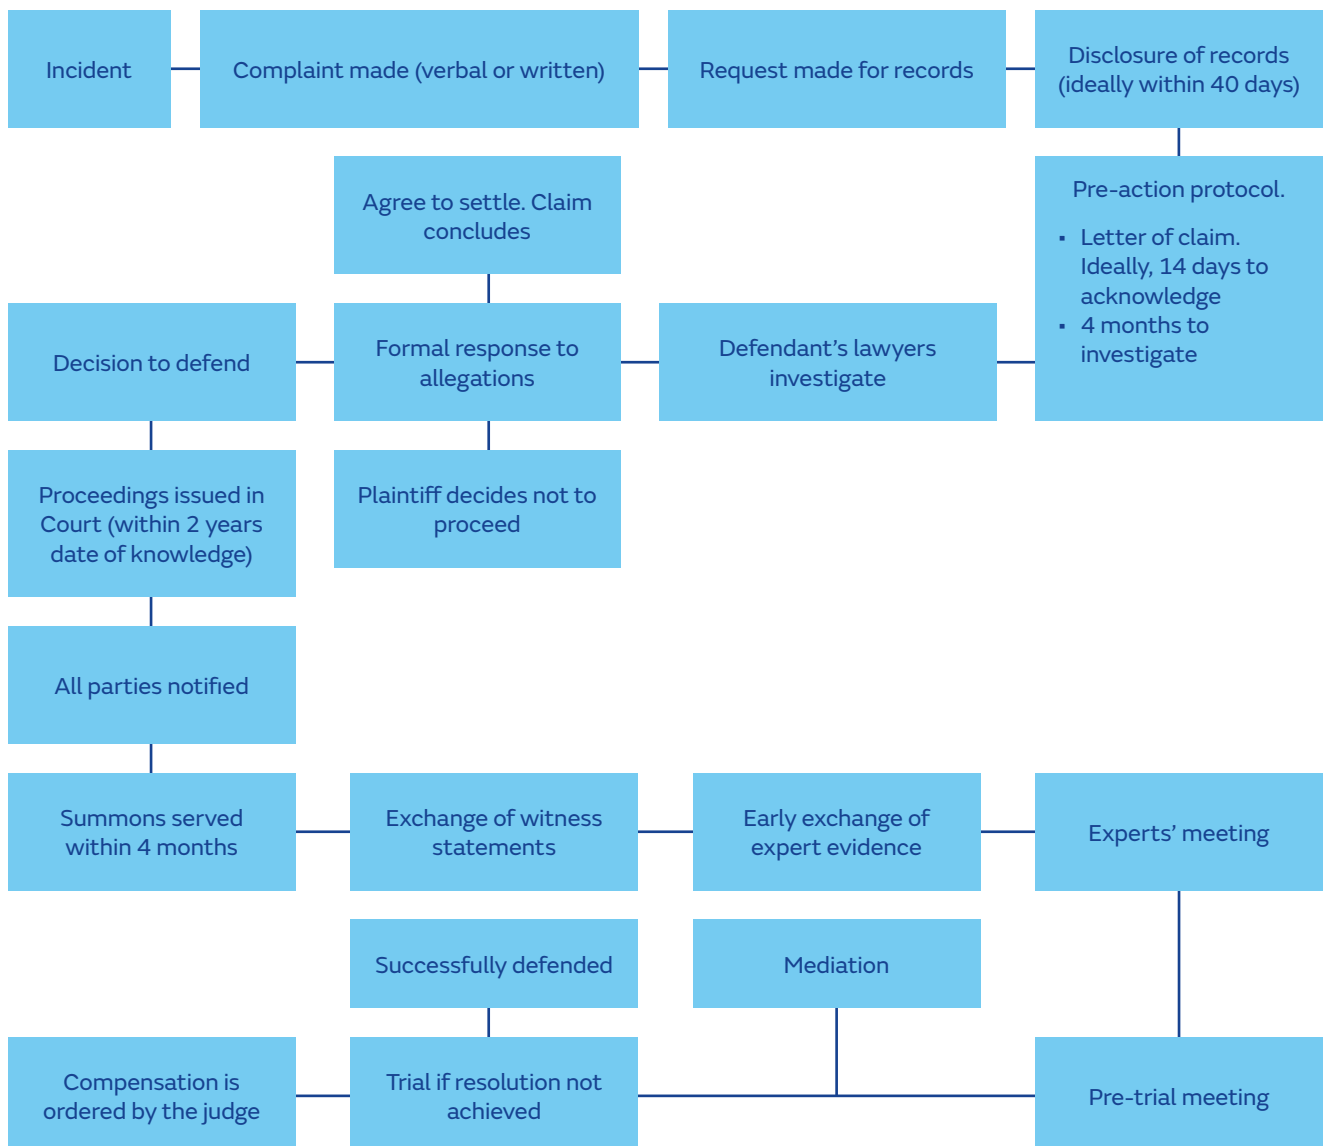 Incident
Complaint made (verbal or written)
Request made for records
Disclosure of records
(ideally within 40 days)
Pre-action protocol.
▪ Letter of claim.
Ideally, 14 days to
acknowledge
▪ 4 months to
investigate
Agree to settle. Claim
concludes
Decision to defend
Formal response to
allegations
Defendant’s lawyers
investigate
Proceedings issued in
Court (within 2 years
date of knowledge)
Plaintiff decides not to
proceed
All parties notified
Summons served
within 4 months
Exchange of witness
statements
Early exchange of
expert evidence
Experts’ meeting
Successfully defended
Mediation
Compensation is
ordered by the judge
Trial if resolution not
achieved
Pre-trial meeting